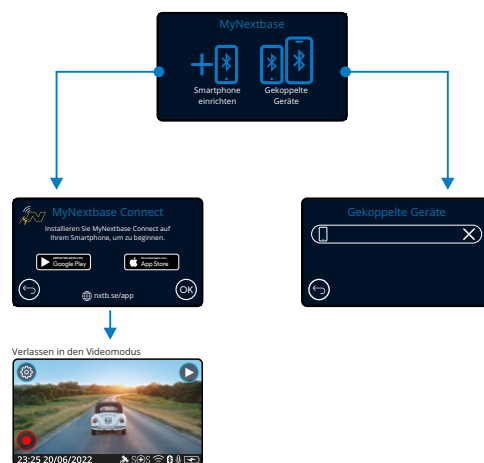 MyNextbase
Smartphone
einrichten
Gekoppelte
Geräte
MyNextbase Connect
Installieren Sie MyNextbase Connect auf
Ihrem Smartphone, um zu beginnen.
Google Play
App Store
nxtb.se/app
OK
Gekoppelte Geräte
Verlassen in den Videomodus
23:25 20/06/2022 SOS